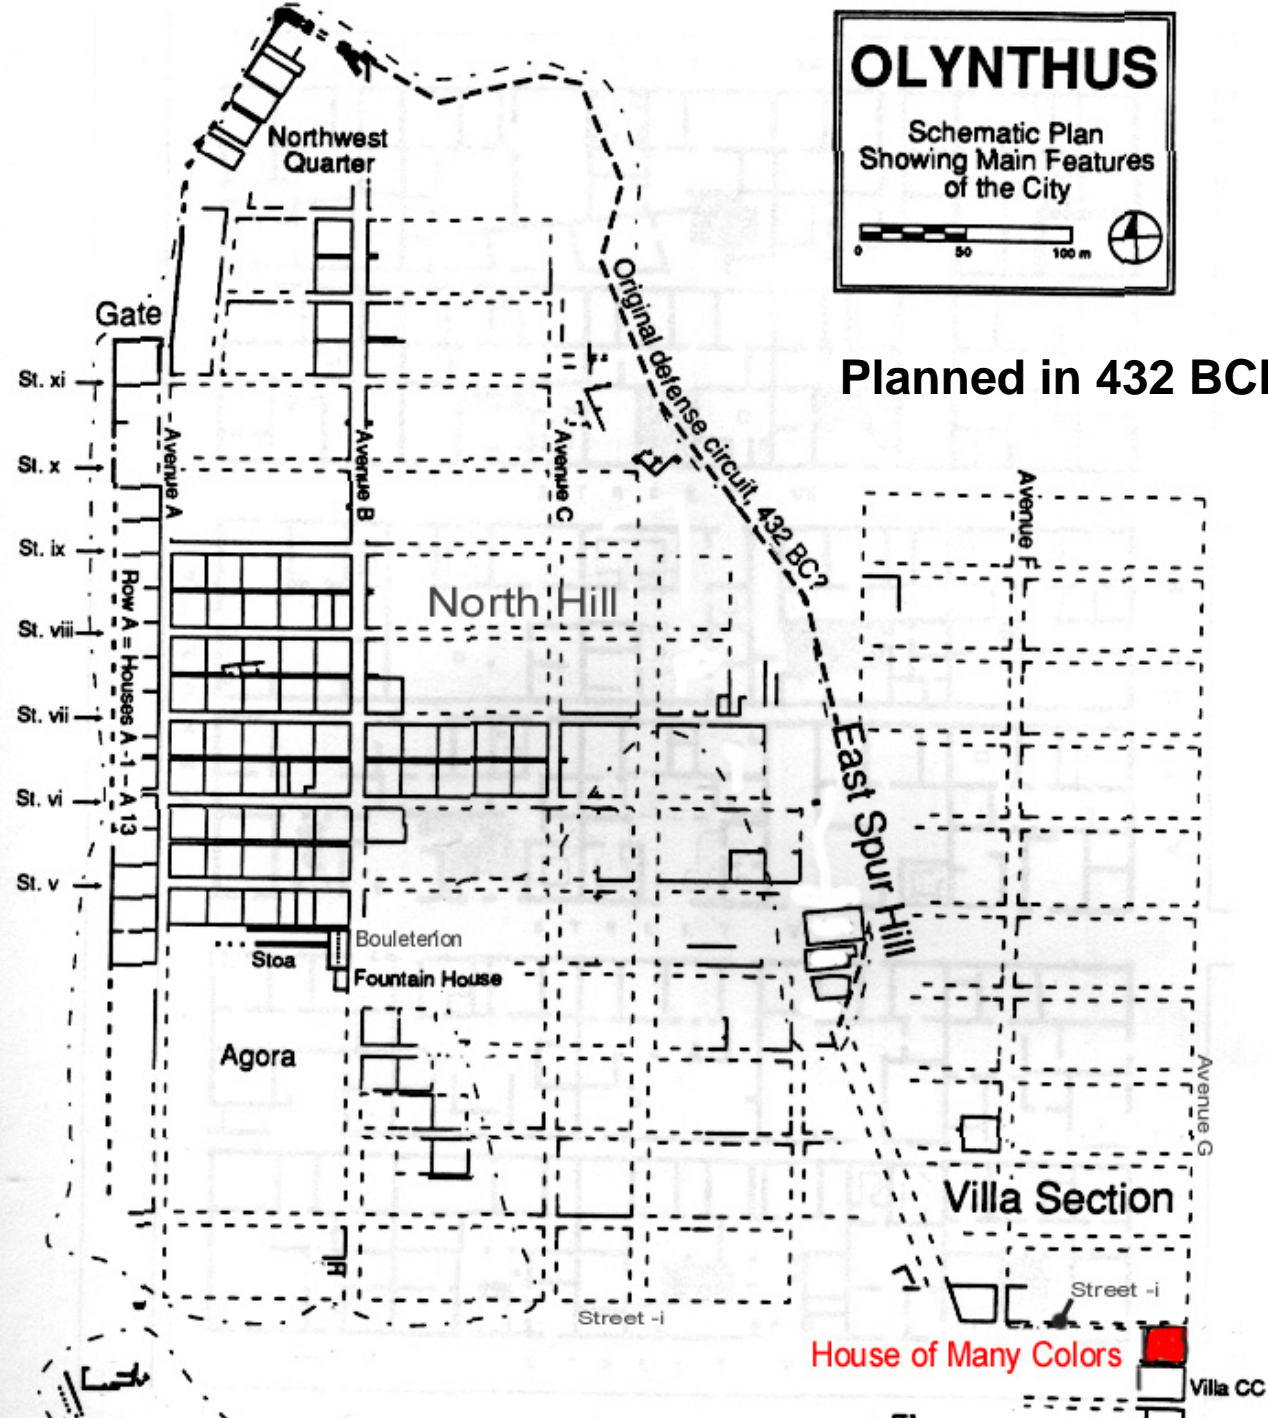 OLYNTHUS
Schematic Plan
Showing Main Features
of the City
0 50 100 m
Planned in 432 BC
Northwest
Quarter
Original defense circuit, 432 BC?
Gate
St. xi
Avenue A
Avenue B
Avenue C
St. x
Avenue F
St. ix
Row A = Houses A -1 – A 13
North Hill
St. viii
St. vii
East Spur Hill
St. vi
St. v
Bouleterion
Stoa
Fountain House
Agora
Avenue G
Villa Section
Street -i
Street -i
House of Many Colors
Villa CC